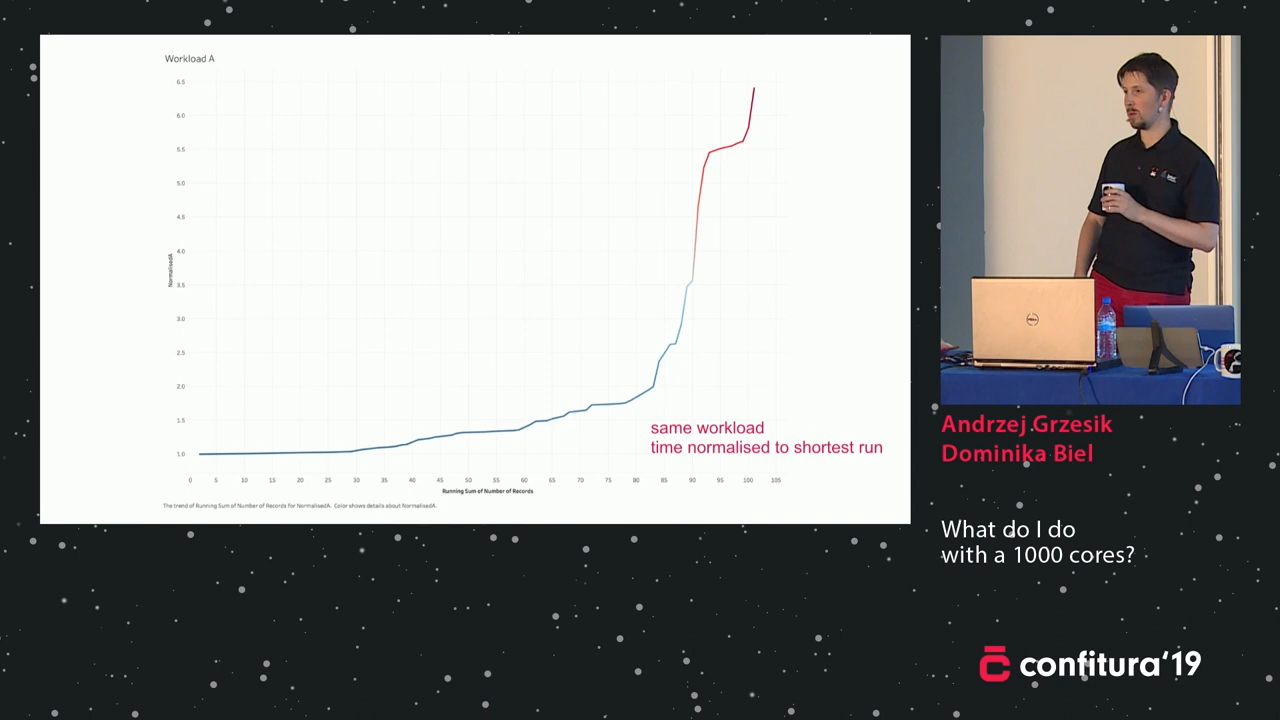 Workload A
6.5
6.0
5.5
5.0
4.5
4.0
3.5
3.0
2.5
2.0
1.5
1.0
NormalisedA
same workload
time normalised to shortest run
0 5 10 15 20 25 30 35 40 45 50 55 60 65 70 75 80 85 90 95 100 105
Running Sum of Number of Records
The trend of Running Sum of Number of Records for NormalisedA. Color shows details about NormalisedA.
DELL
Andrzej Grzesik
Dominika Biel
What do I do
with a 1000 cores?
confitura'19